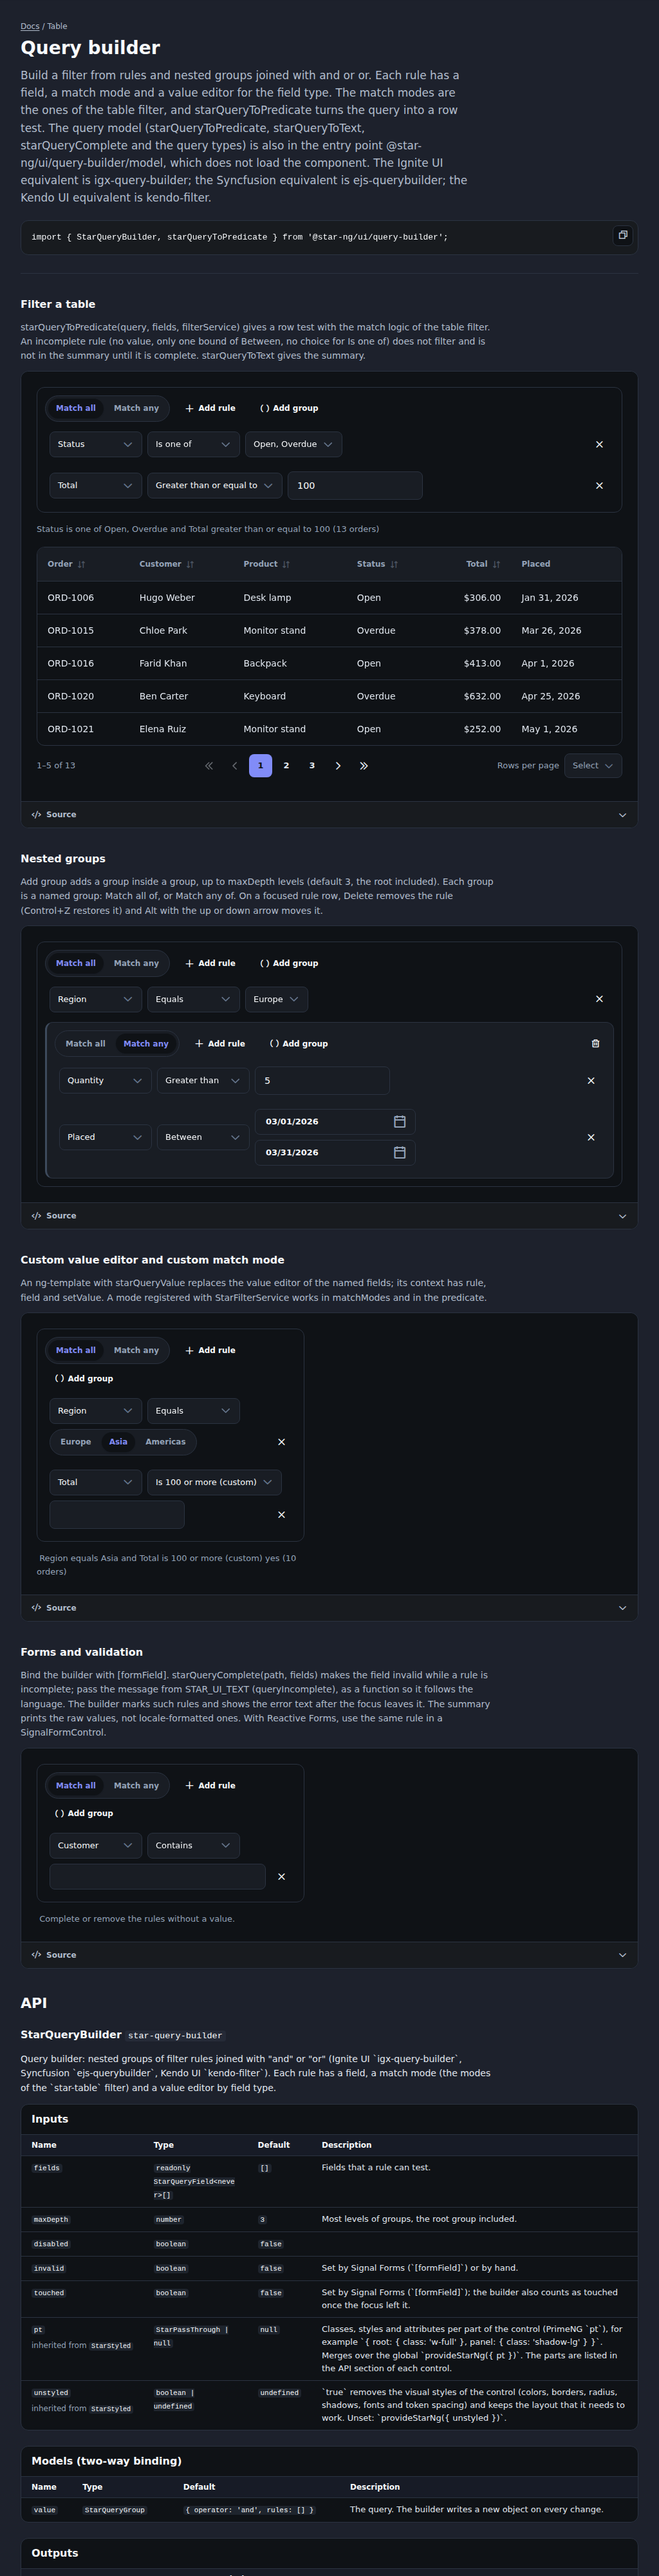 Docs / Table
Query builder
Build a filter from rules and nested groups joined with and or or. Each rule has a
field, a match mode and a value editor for the field type. The match modes are
the ones of the table filter, and starQueryToPredicate turns the query into a row
test. The query model (starQueryToPredicate, starQueryToText,
starQueryComplete and the query types) is also in the entry point @star-
ng/ui/query-builder/model, which does not load the component. The Ignite UI
equivalent is igx-query-builder; the Syncfusion equivalent is ejs-querybuilder; the
Kendo UI equivalent is kendo-filter.
import { StarQueryBuilder, starQueryToPredicate } from '@star-ng/ui/query-builder';
Filter a table
starQueryToPredicate(query, fields, filterService) gives a row test with the match logic of the table filter.
An incomplete rule (no value, only one bound of Between, no choice for Is one of) does not filter and is
not in the summary until it is complete. starQueryToText gives the summary.
Match all Match any Add rule Add group
Status Is one of Open, Overdue
Total Greater than or equal to 100
Status is one of Open, Overdue and Total greater than or equal to 100 (13 orders)
Order Customer Product Status Total Placed
ORD-1006 Hugo Weber Desk lamp Open $306.00 Jan 31, 2026
ORD-1015 Chloe Park Monitor stand Overdue $378.00 Mar 26, 2026
ORD-1016 Farid Khan Backpack Open $413.00 Apr 1, 2026
ORD-1020 Ben Carter Keyboard Overdue $632.00 Apr 25, 2026
ORD-1021 Elena Ruiz Monitor stand Open $252.00 May 1, 2026
1–5 of 13 1 2 3 Rows per page Select
Source
Nested groups
Add group adds a group inside a group, up to maxDepth levels (default 3, the root included). Each group
is a named group: Match all of, or Match any of. On a focused rule row, Delete removes the rule
(Control+Z restores it) and Alt with the up or down arrow moves it.
Match all Match any Add rule Add group
Region Equals Europe
Match all Match any Add rule Add group
Quantity Greater than 5
Placed Between 03/01/2026
03/31/2026
Source
Custom value editor and custom match mode
An ng-template with starQueryValue replaces the value editor of the named fields; its context has rule,
field and setValue. A mode registered with StarFilterService works in matchModes and in the predicate.
Match all Match any Add rule
Add group
Region Equals
Europe Asia Americas
Total Is 100 or more (custom)
Region equals Asia and Total is 100 or more (custom) yes (10
orders)
Source
Forms and validation
Bind the builder with [formField]. starQueryComplete(path, fields) makes the field invalid while a rule is
incomplete; pass the message from STAR_UI_TEXT (queryIncomplete), as a function so it follows the
language. The builder marks such rules and shows the error text after the focus leaves it. The summary
prints the raw values, not locale-formatted ones. With Reactive Forms, use the same rule in a
SignalFormControl.
Match all Match any Add rule
Add group
Customer Contains
Complete or remove the rules without a value.
Source
API
StarQueryBuilder star-query-builder
Query builder: nested groups of filter rules joined with "and" or "or" (Ignite UI `igx-query-builder`,
Syncfusion `ejs-querybuilder`, Kendo UI `kendo-filter`). Each rule has a field, a match mode (the modes
of the `star-table` filter) and a value editor by field type.
Inputs
Name Type Default Description
fields readonly StarQueryField<never>[] [] Fields that a rule can test.
maxDepth number 3 Most levels of groups, the root group included.
disabled boolean false
invalid boolean false Set by Signal Forms (`[formField]`) or by hand.
touched boolean false Set by Signal Forms (`[formField]`); the builder also counts as touched
once the focus left it.
pt StarPassThrough | null null Classes, styles and attributes per part of the control (PrimeNG `pt`), for
inherited from StarStyled example `{ root: { class: 'w-full' }, panel: { class: 'shadow-lg' } }`.
Merges over the global `provideStarNg({ pt })`. The parts are listed in
the API section of each control.
unstyled boolean | undefined undefined `true` removes the visual styles of the control (colors, borders, radius,
inherited from StarStyled shadows, fonts and token spacing) and keeps the layout that it needs to
work. Unset: `provideStarNg({ unstyled })`.
Models (two-way binding)
Name Type Default Description
value StarQueryGroup { operator: 'and', rules: [] } The query. The builder writes a new object on every change.
Outputs